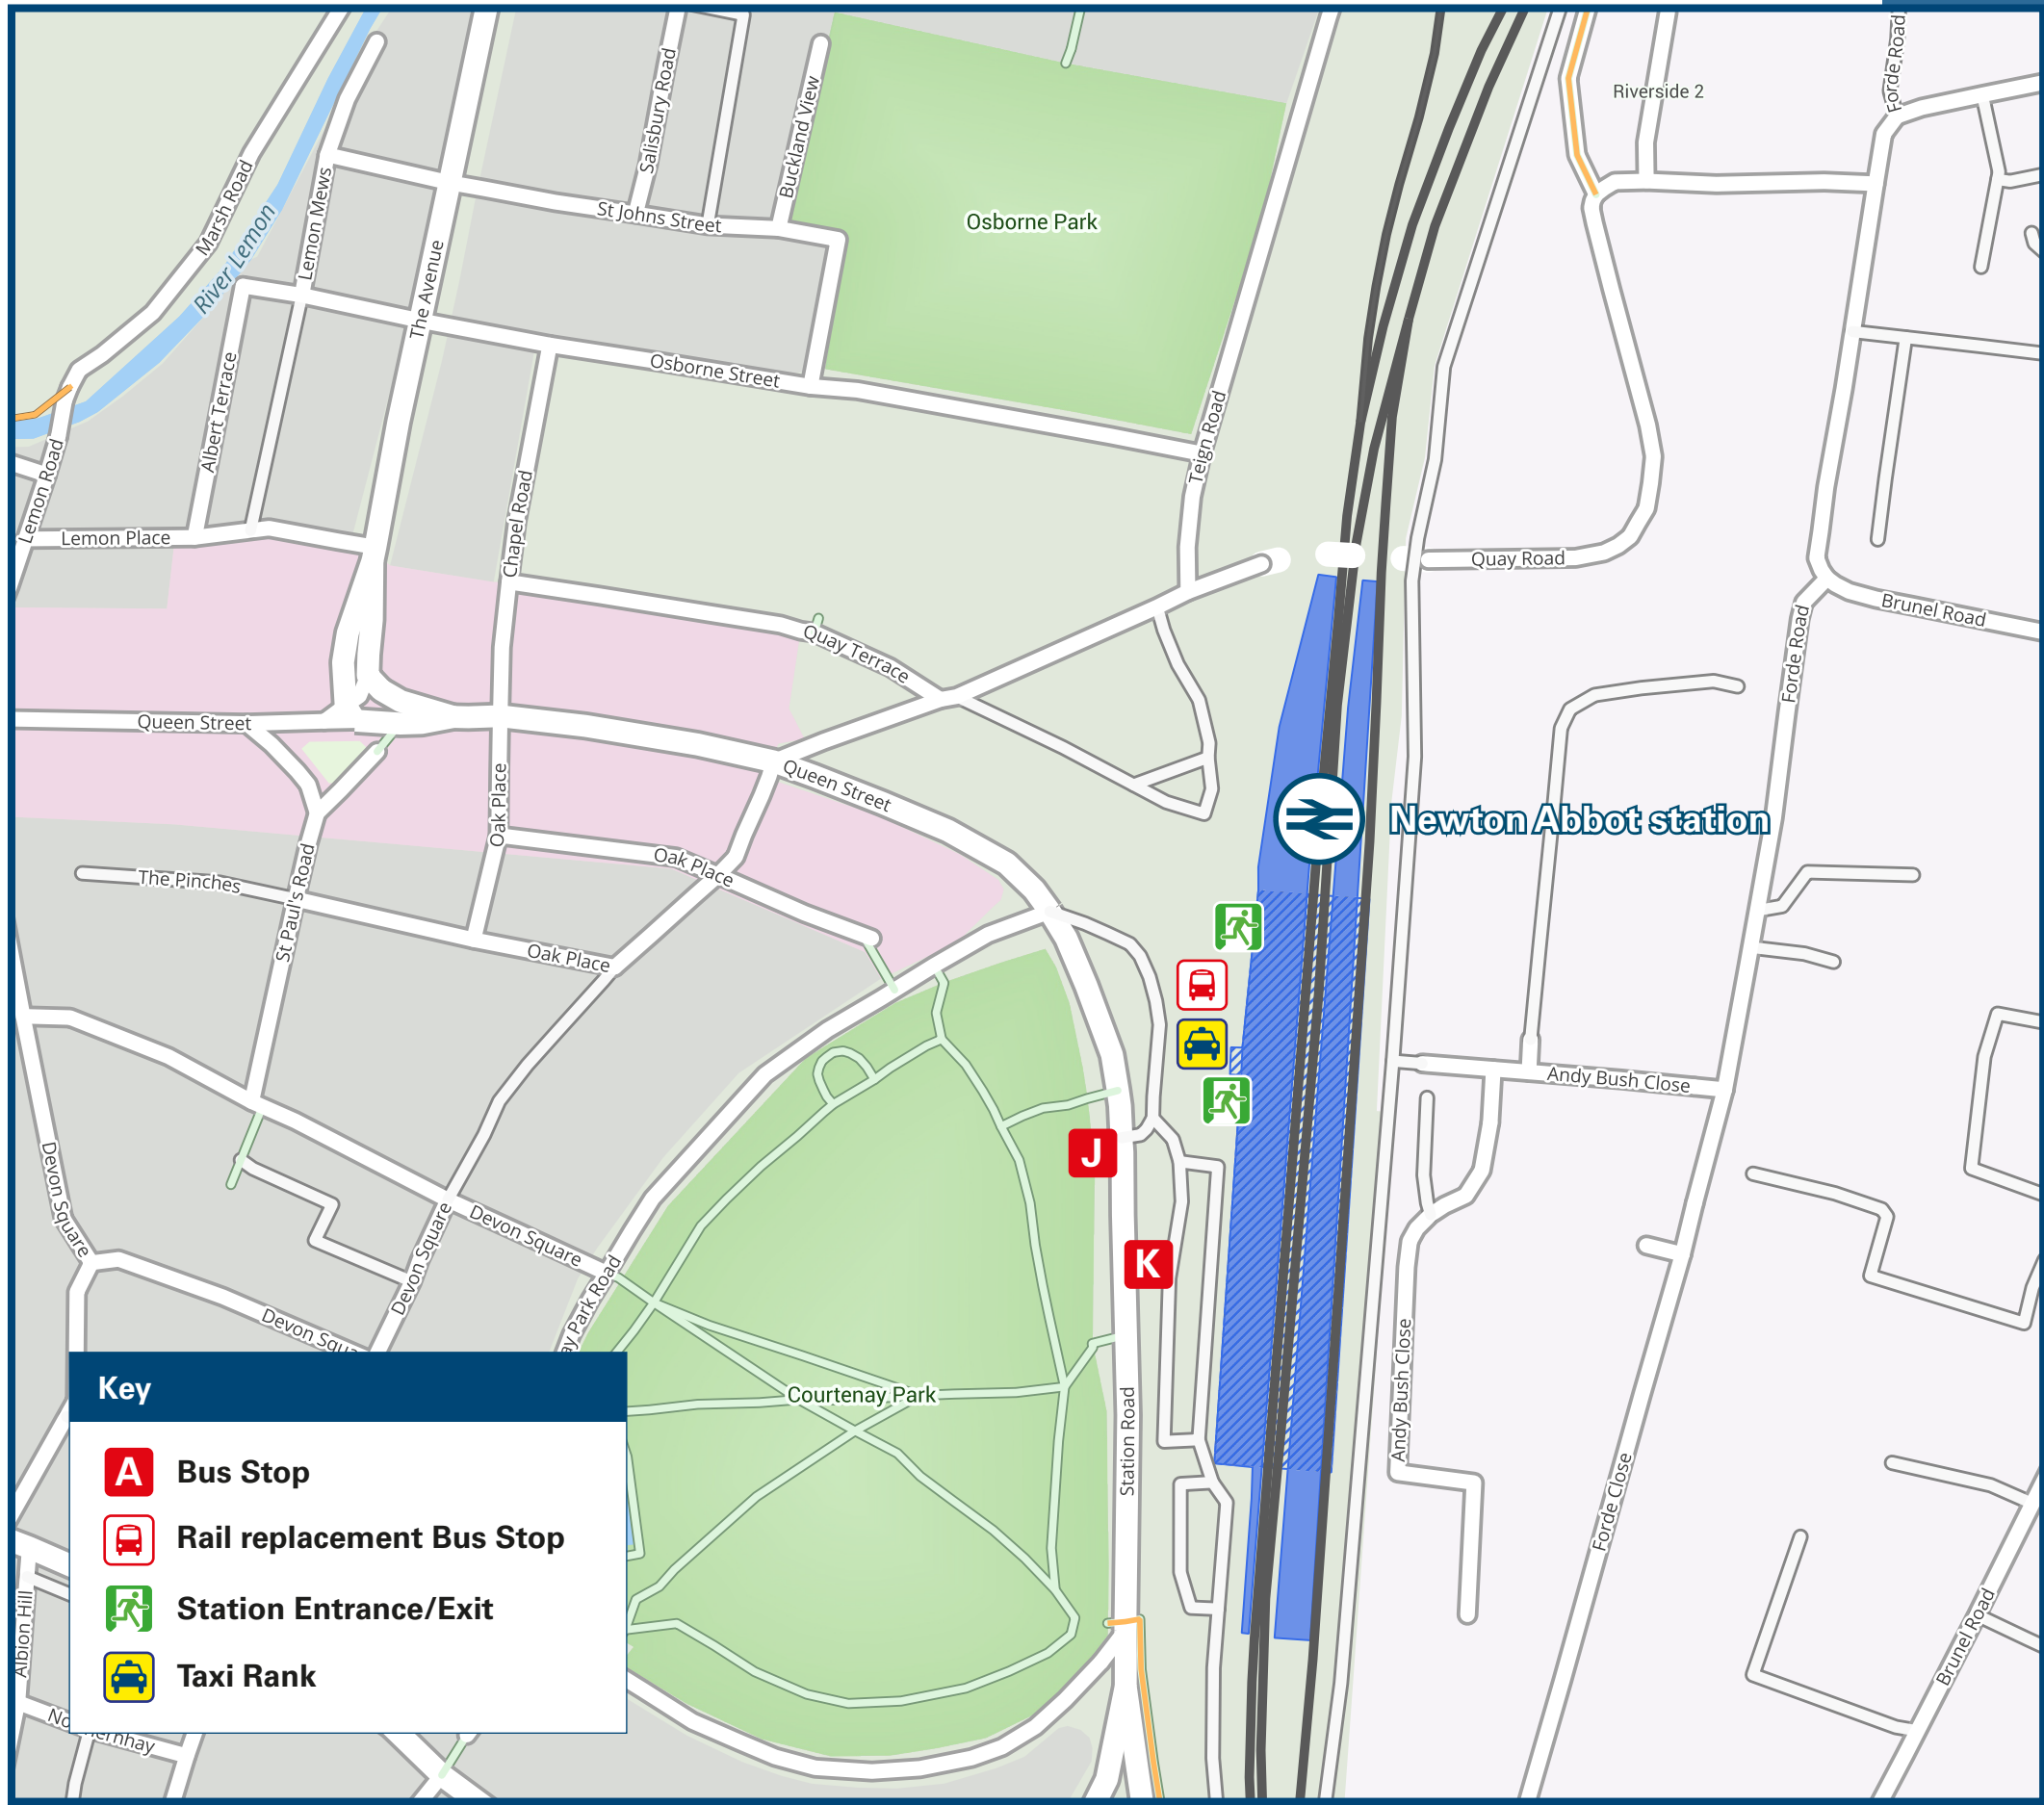 Forde Road
Riverside 2
Salisbury Road
Buckland View
Marsh Road
Lemon Mews
St Johns Street
Osborne Park
River Lemon
The Avenue
Osborne Street
Albert Terrace
Teign Road
Lemon Road
Chapel Road
Lemon Place
Quay Road
Brunel Road
Forde Road
Quay Terrace
Queen Street
Queen Street
Oak Place
Newton Abbot station
Oak Place
The Pinches
St Paul's Road
Oak Place
Andy Bush Close
J
Devon Square
Devon Square
Devon Square
K
ay Park Road
Devon Squa
Andy Bush Close
Courtenay Park
Station Road
Forde Close
Key
A Bus Stop
Rail replacement Bus Stop
Station Entrance/Exit
Taxi Rank
Albion Hill
Brunel Road